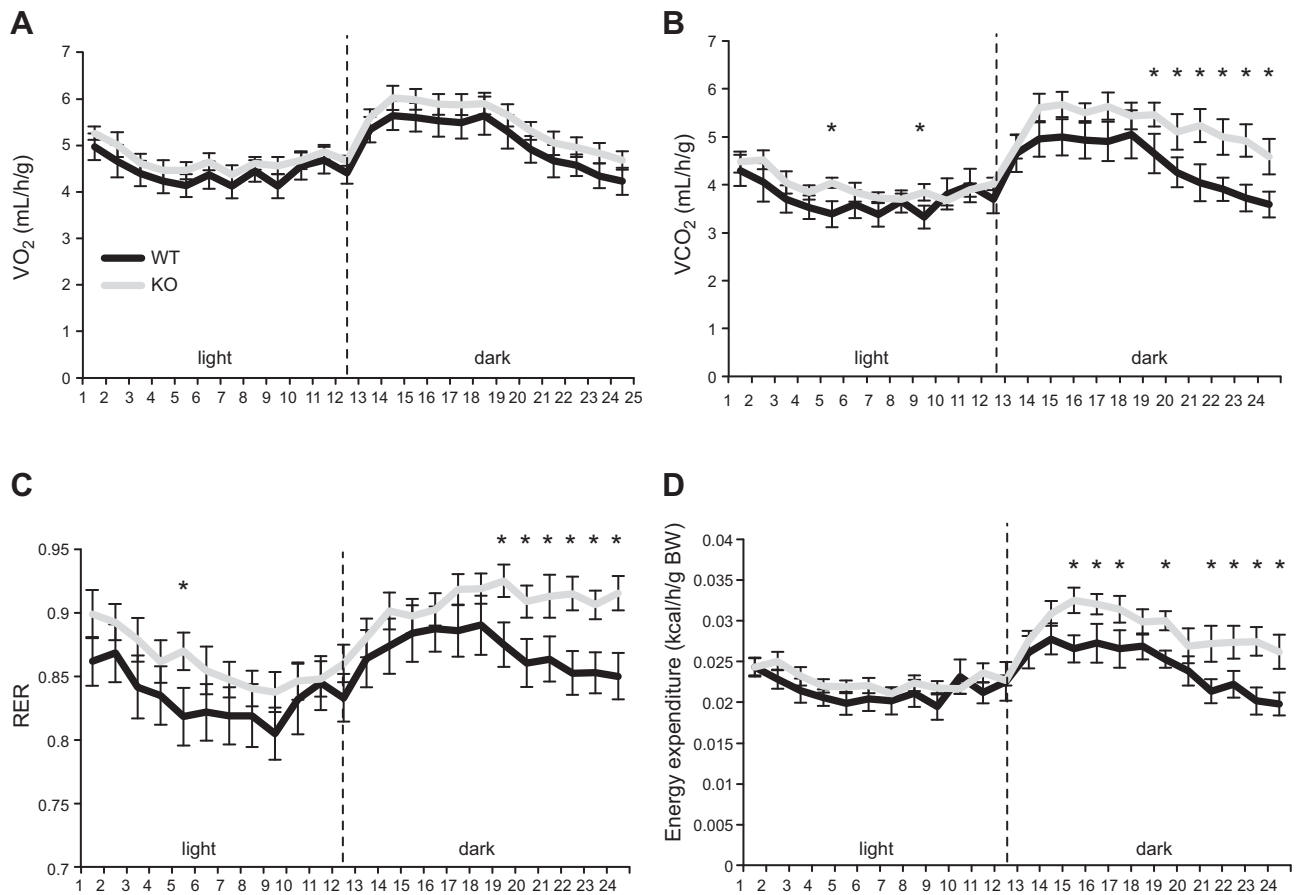 A
VO2 (mL/h/g)
7
6
5
4
3
2
1
0
WT
KO
light
dark
1 2 3 4 5 6 7 8 9 10 11 12 13 14 15 16 17 18 19 20 21 22 23 24 25
B
VCO2 (mL/h/g)
7
6
5
4
3
2
1
0
* * * * * * * *
light
dark
1 2 3 4 5 6 7 8 9 10 11 12 13 14 15 16 17 18 19 20 21 22 23 24
C
RER
0.95
0.9
0.85
0.8
0.85
0.7
* * * * * * *
light
dark
1 2 3 4 5 6 7 8 9 10 11 12 13 14 15 16 17 18 19 20 21 22 23 24
D
Energy expenditure (kcal/h/g BW)
0.04
0.035
0.03
0.025
0.02
0.015
0.01
0.005
0
* * * * * * * *
light
dark
1 2 3 4 5 6 7 8 9 10 11 12 13 14 15 16 17 18 19 20 21 22 23 24